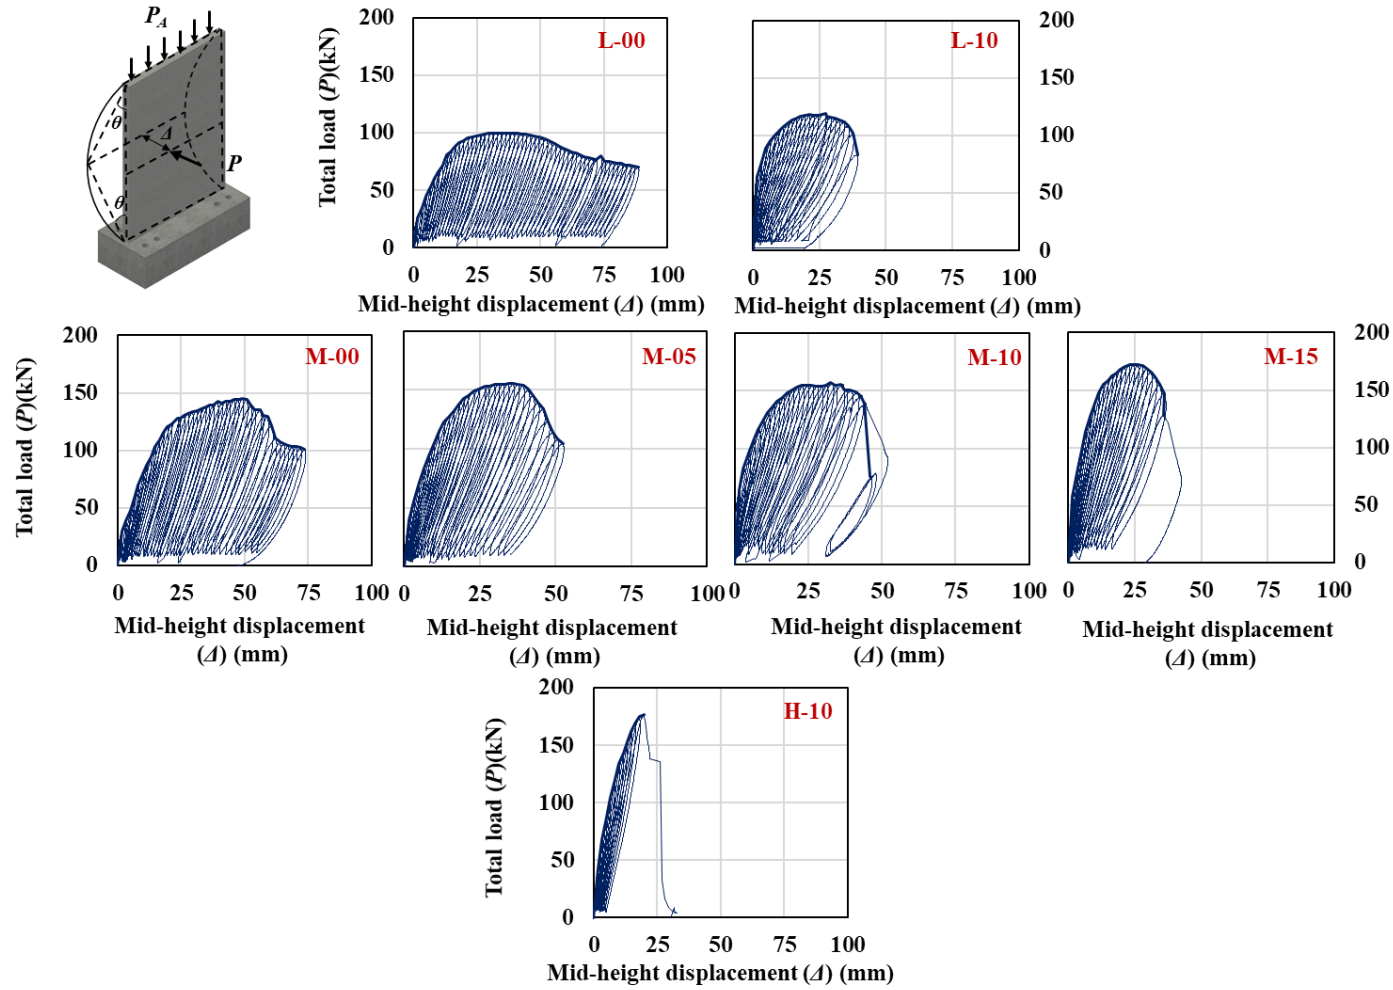 P_A
θ
Δ
P
θ
Total load (P)(kN)
200
150
100
50
0
L-00
0 25 50 75 100
Mid-height displacement (Δ) (mm)
L-10
200
150
100
50
0
0 25 50 75 100
Mid-height displacement (Δ) (mm)
Total load (P)(kN)
200
150
100
50
0
M-00
0 25 50 75 100
Mid-height displacement
(Δ) (mm)
M-05
0 25 50 75 100
Mid-height displacement
(Δ) (mm)
M-10
0 25 50 75 100
Mid-height displacement
(Δ) (mm)
M-15
200
150
100
50
0
0 25 50 75 100
Mid-height displacement
(Δ) (mm)
Total load (P)(kN)
200
150
100
50
0
H-10
0 25 50 75 100
Mid-height displacement (Δ) (mm)